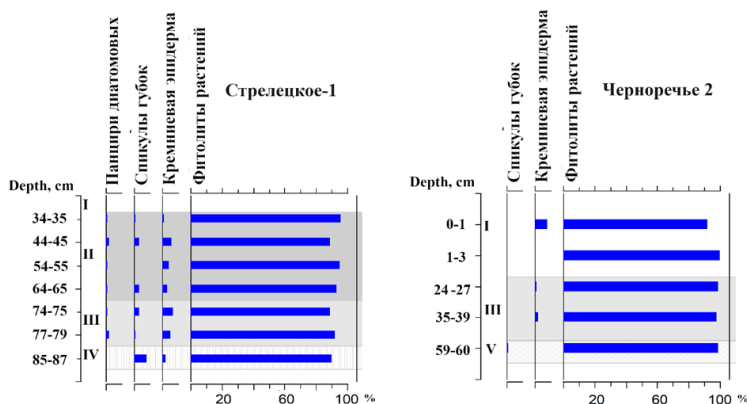 Панцири диатомовых
Спикулы губок
Кремниевая эпидерма
Фитолиты растений
Стрелецкое-1
Depth, cm
I
34-35
44-45
II
54-55
64-65
74-75
III
77-79
IV
85-87
20 60 100 %
Спикулы губок
Кремниевая эпидерма
Фитолиты растений
Черноречье 2
Depth, cm
0-1 I
1-3
24-27
III
35-39
59-60 V
20 60 100 %